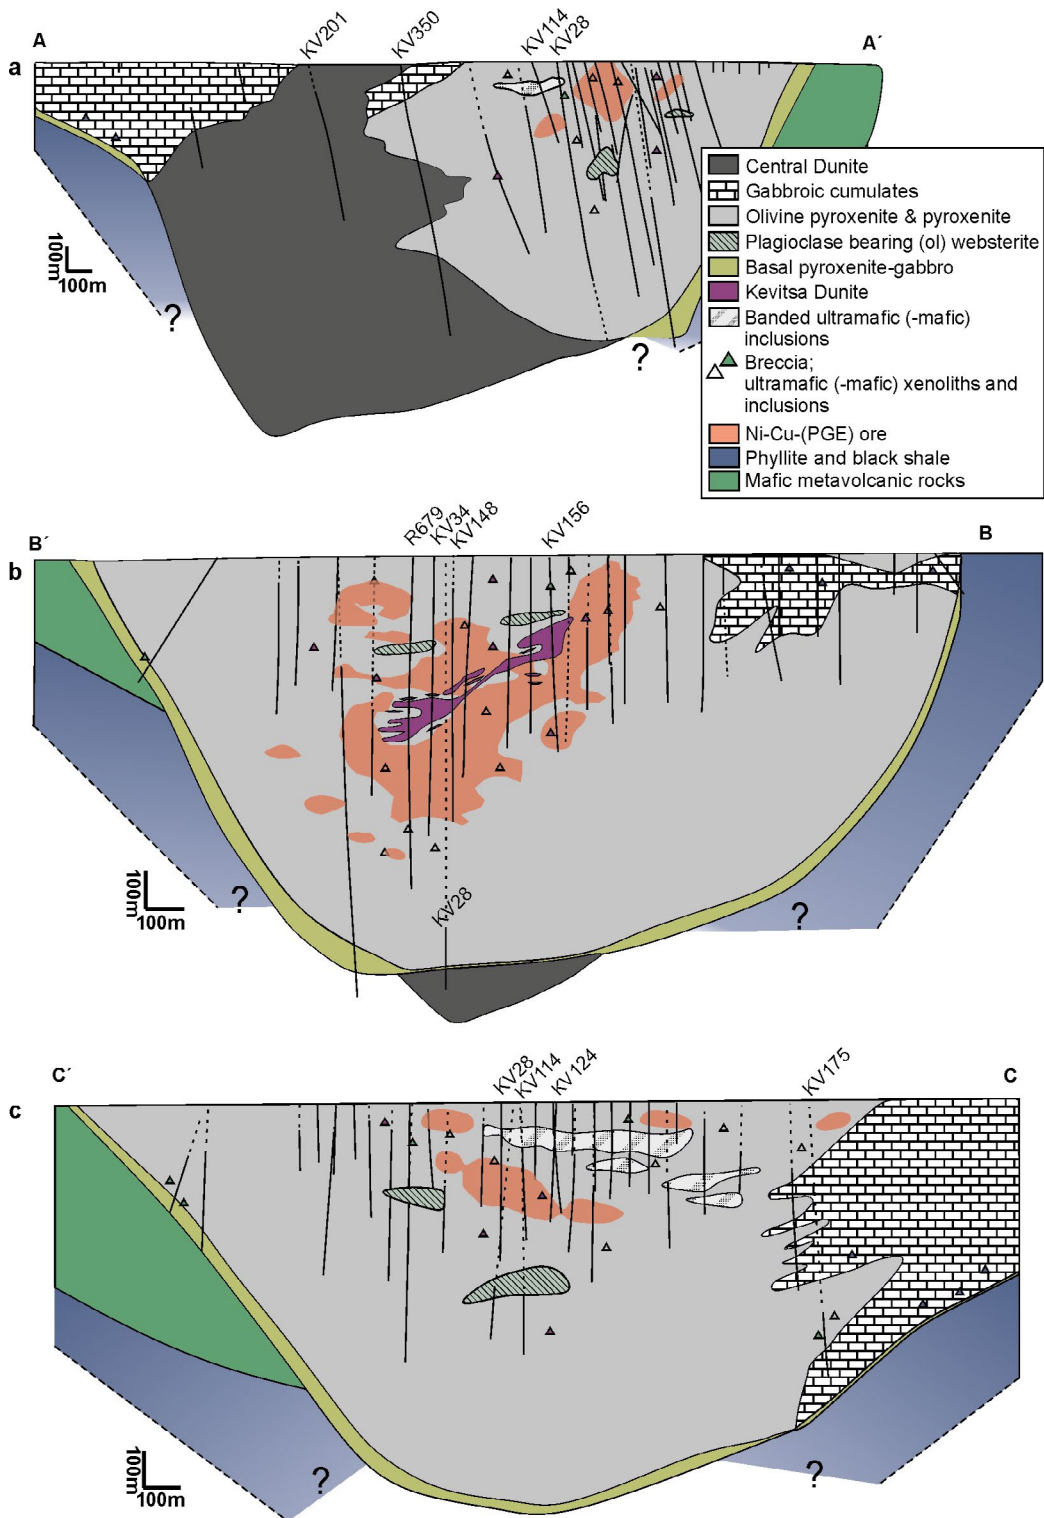 A
KV201
KV350
KV114
KV28
A´
a
100m
100m
?
?
Central Dunite
Gabbroic cumulates
Olivine pyroxenite & pyroxenite
Plagioclase bearing (ol) websterite
Basal pyroxenite-gabbro
Kevitsa Dunite
Banded ultramafic (-mafic)
inclusions
Breccia;
ultramafic (-mafic) xenoliths and
inclusions
Ni-Cu-(PGE) ore
Phyllite and black shale
Mafic metavolcanic rocks
B´
R679
KV34
KV148
KV156
B
b
100m
100m
?
KV28
?
C´
KV28
KV114
KV124
KV175
C
c
100m
100m
?
?